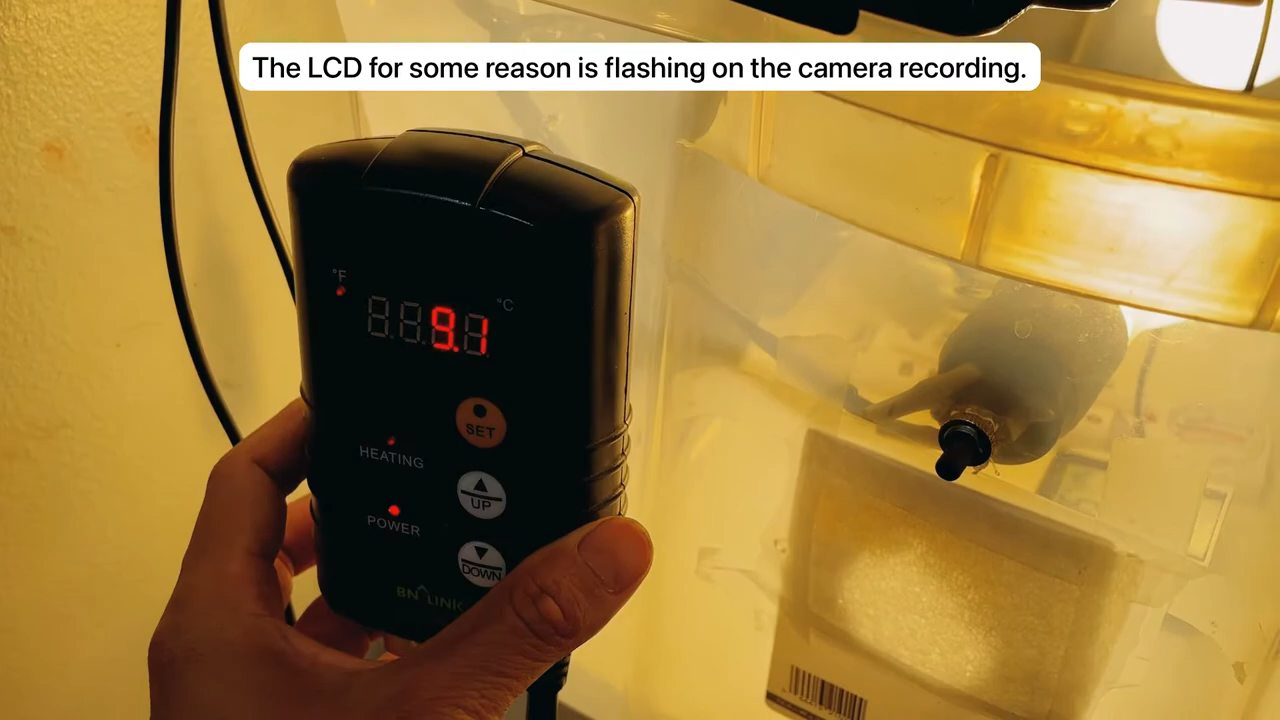 The LCD for some reason is flashing on the camera recording.
°F
°C
9.1
SET
HEATING
UP
POWER
DOWN
BN LINK